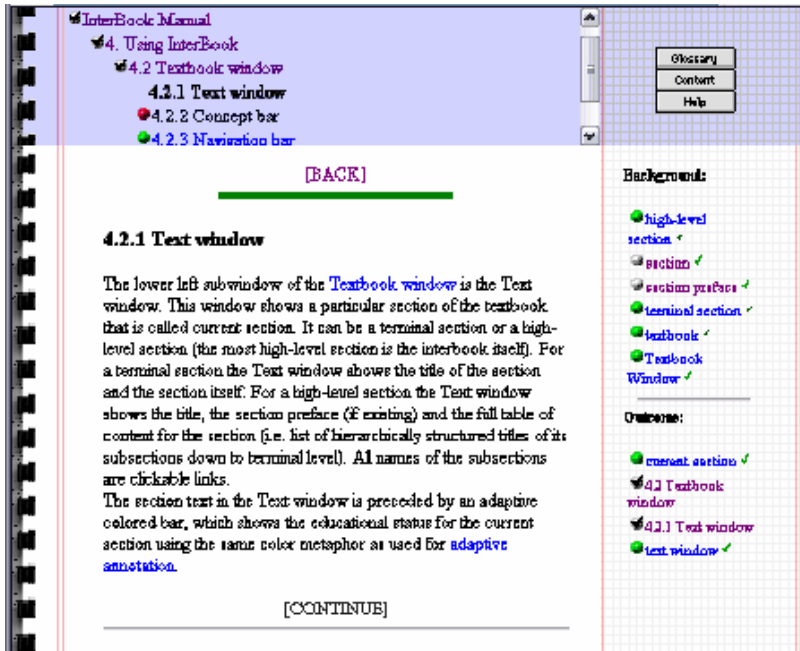 InterBook Manual
4. Using InterBook
4.2 Textbook window
4.2.1 Text window
4.2.2 Concept bar
4.2.3 Navigation bar
Glossary
Content
Help
[BACK]
4.2.1 Text window
The lower left subwindow of the Textbook window is the Text
window. This window shows a particular section of the textbook
that is called current section. It can be a terminal section or a high-
level section (the most high-level section is the interbook itself). For
a terminal section the Text window shows the title of the section
and the section itself. For a high-level section the Text window
shows the title, the section preface (if existing) and the full table of
content for the section (i.e. list of hierarchically structured titles of its
subsections down to terminal level). All names of the subsections
are clickable links.
The section text in the Text window is preceded by an adaptive
colored bar, which shows the educational status for the current
section using the same color metaphor as used for adaptive
annotation.
[CONTINUE]
Background:
high-level
section
section
section preface
terminal section
textbook
Textbook
Window
Outcome:
current section
4.2 Textbook
window
4.2.1 Text window
text window